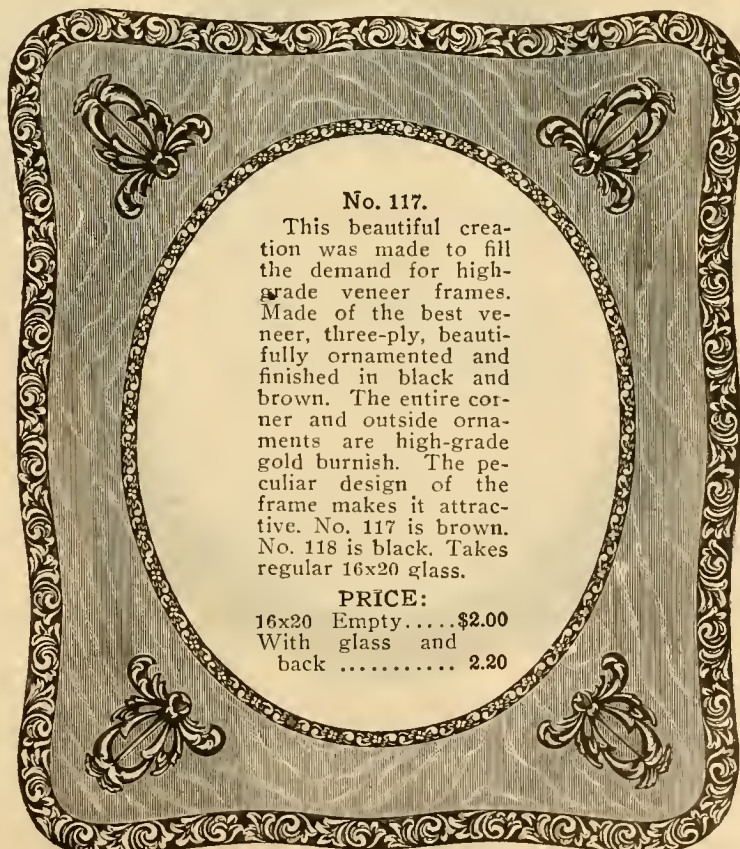 No. 117.
This beautiful crea-
tion was made to fill
the demand for high-
grade veneer frames.
Made of the best ve-
neer, three-ply, beauti-
fully ornamented and
finished in black and
brown. The entire cor-
ner and outside orna-
ments are high-grade
gold burnish. The pe-
culiar design of the
frame makes it attrac-
tive. No. 117 is brown.
No. 118 is black. Takes
regular 16x20 glass.
PRICE:
16x20 Empty.....$2.00
With glass and
back ........... 2.20